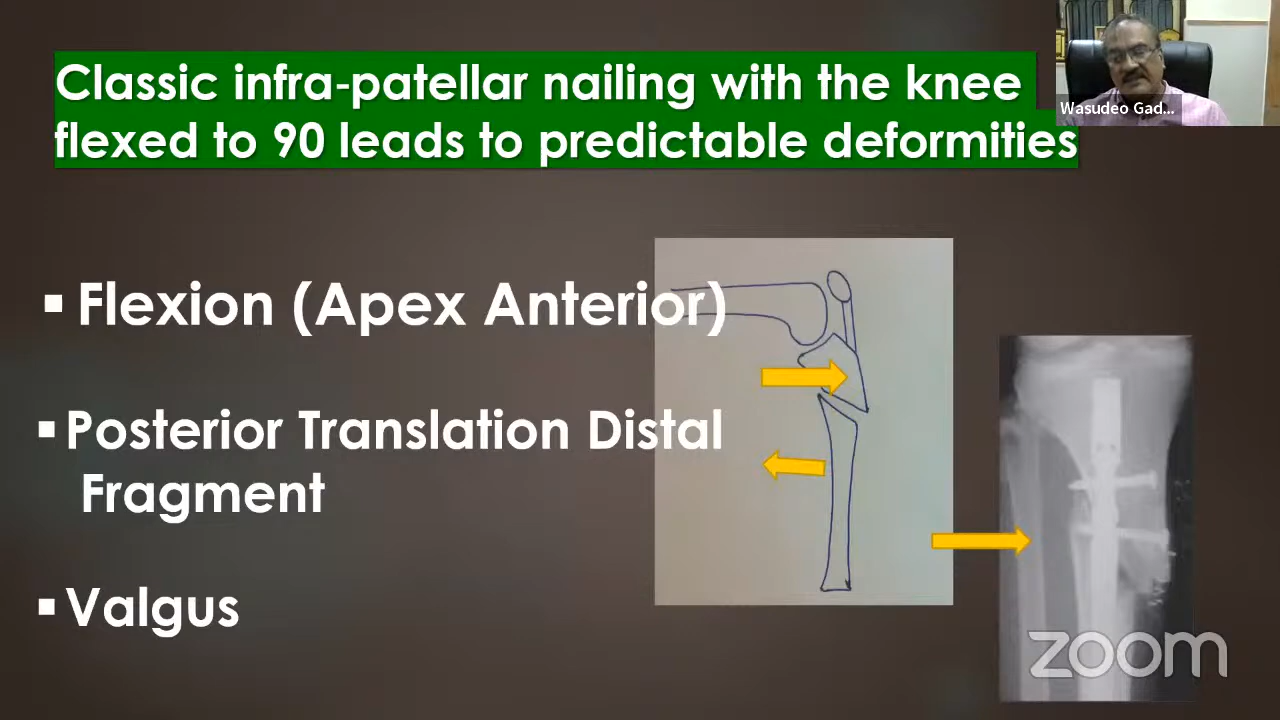 Classic infra-patellar nailing with the knee
flexed to 90 leads to predictable deformities
Wasudeo Gad...
▪ Flexion (Apex Anterior)
▪ Posterior Translation Distal
Fragment
▪ Valgus
zoom